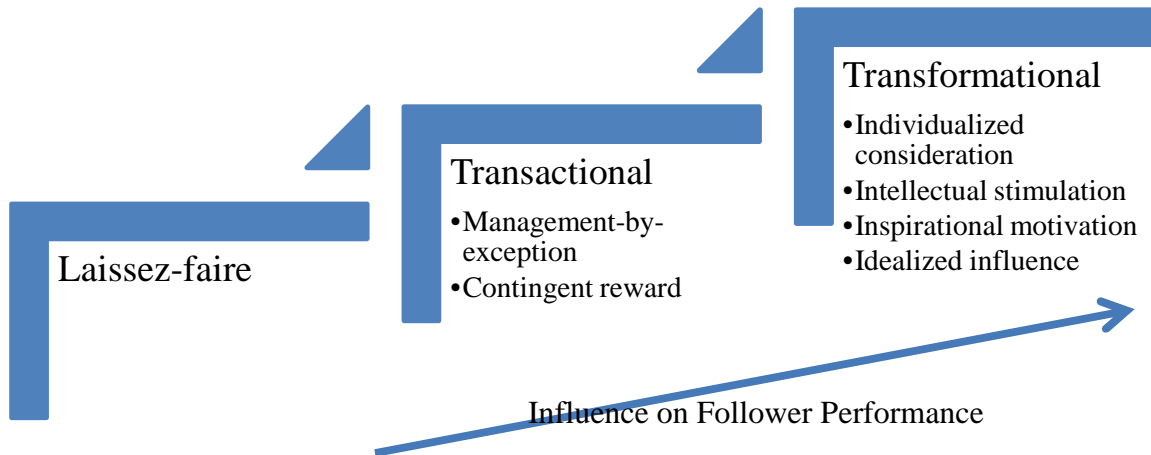 Laissez-faire
Transactional
•Management-by-
exception
•Contingent reward
Transformational
•Individualized
consideration
•Intellectual stimulation
•Inspirational motivation
•Idealized influence
Influence on Follower Performance